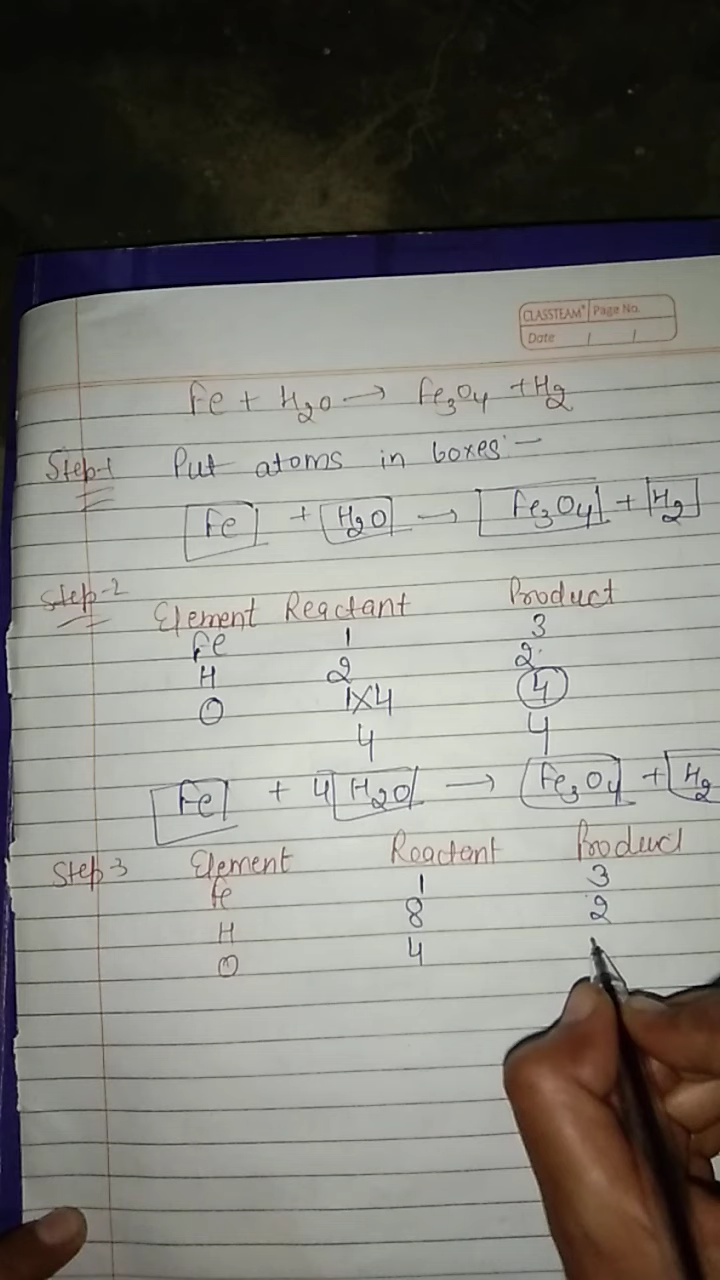 CLASSTEAM® Page No.
Date / /
Fe + H2O → Fe3O4 + H2
Step-1 Put atoms in boxes:-
Fe + H2O → Fe3O4 + H2
Step-2
Element Reactant Product
Fe 1 3
H 2 2
O 1×4 4
4 4
Fe + 4 H2O → Fe3O4 + H2
Step 3 Element Reactant Product
Fe 1 3
H 8 2
O 4